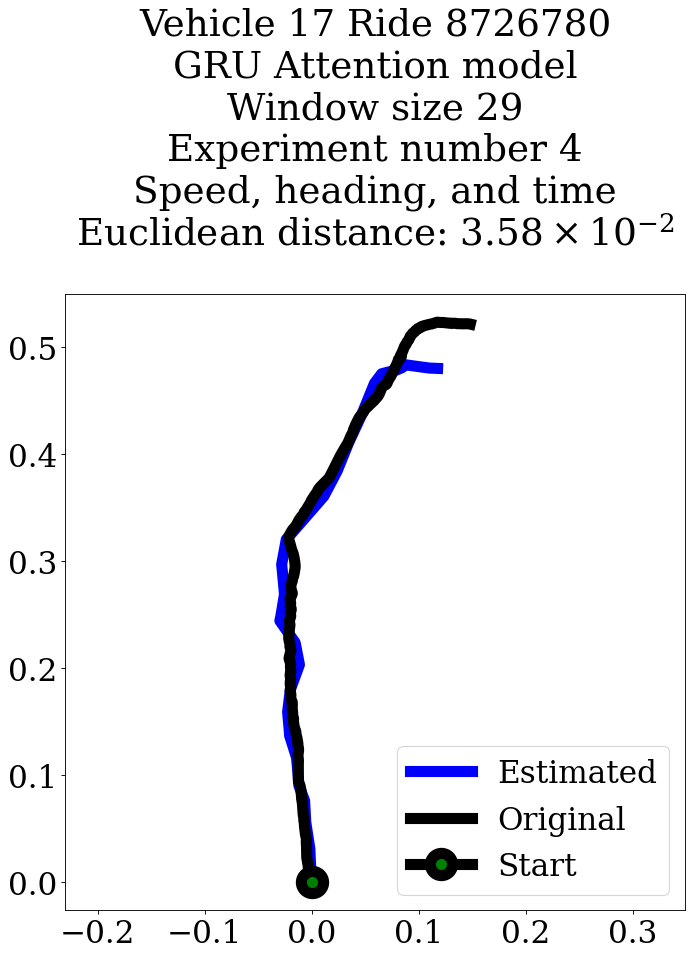 Vehicle 17 Ride 8726780
GRU Attention model
Window size 29
Experiment number 4
Speed, heading, and time
Euclidean distance: 3.58 × 10⁻²
0.5
0.4
0.3
0.2
0.1
0.0
Estimated
Original
Start
−0.2 −0.1 0.0 0.1 0.2 0.3